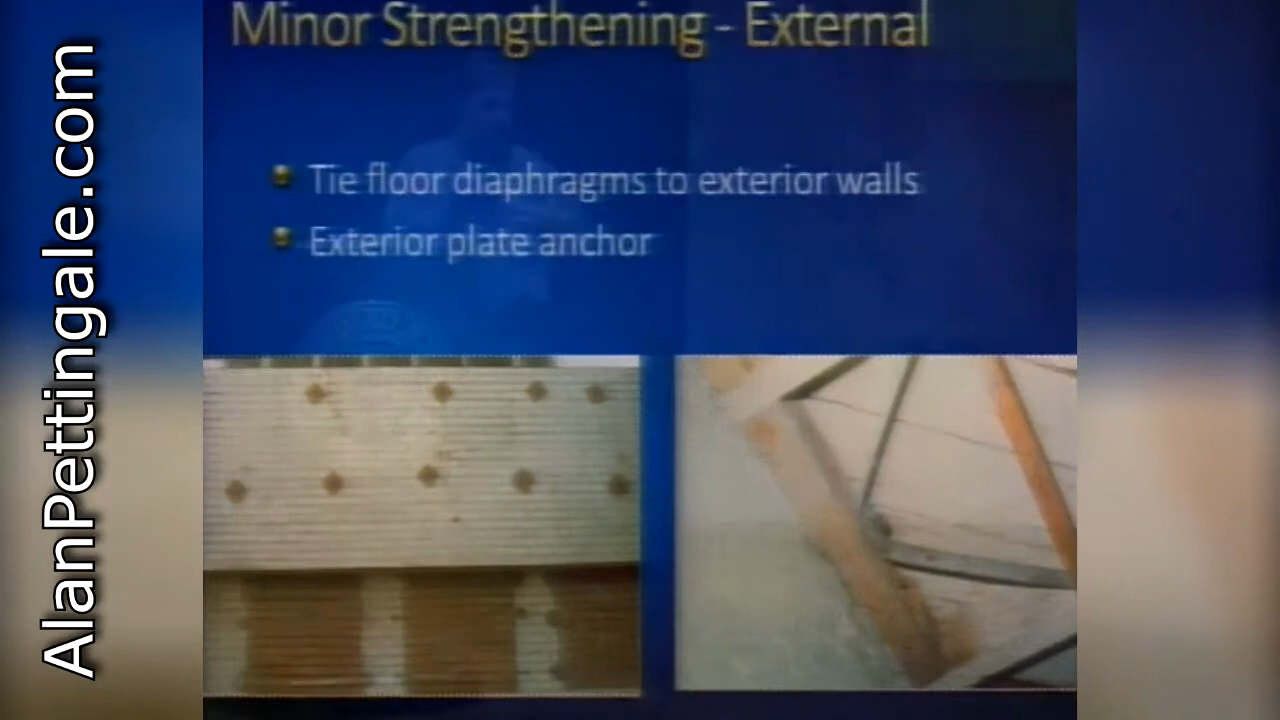 AlanPettingale.com
Minor Strengthening - External
Tie floor diaphragms to exterior walls
Exterior plate anchor